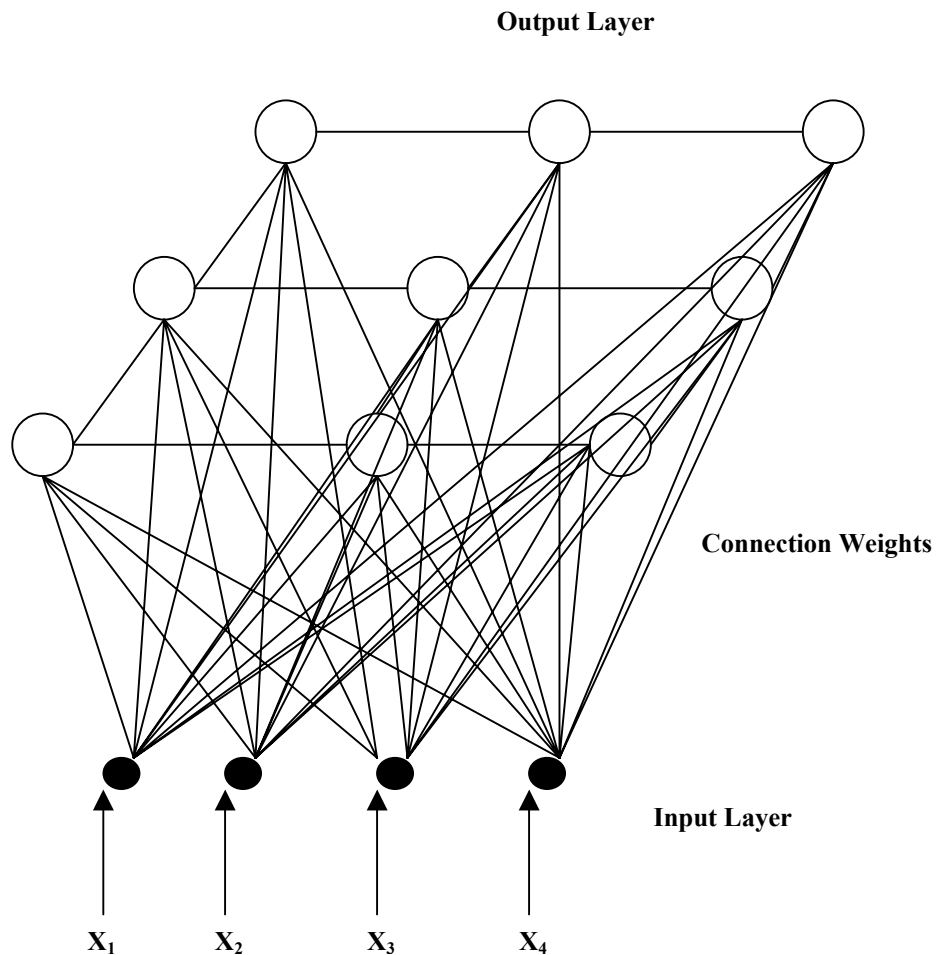 Output Layer
Connection Weights
Input Layer
X₁ X₂ X₃ X₄